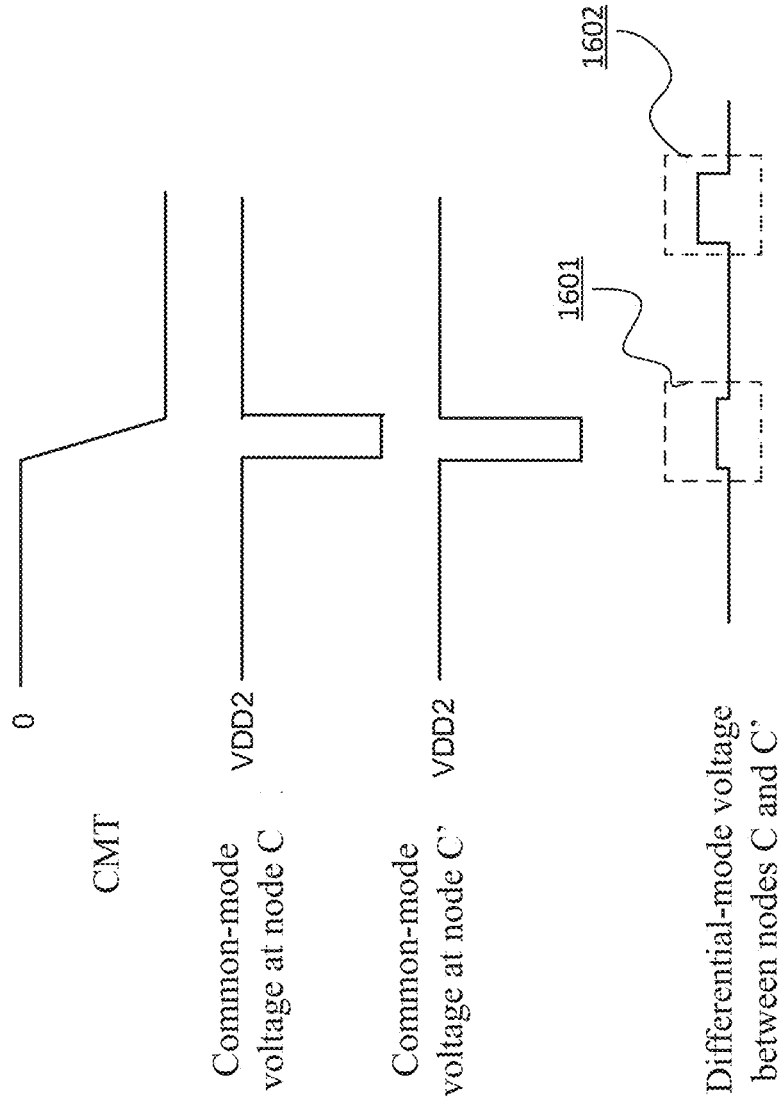 CMT
0
Common-mode
voltage at node C
VDD2
Common-mode
voltage at node C’
VDD2
Differential-mode voltage
between nodes C and C’
1601
1602